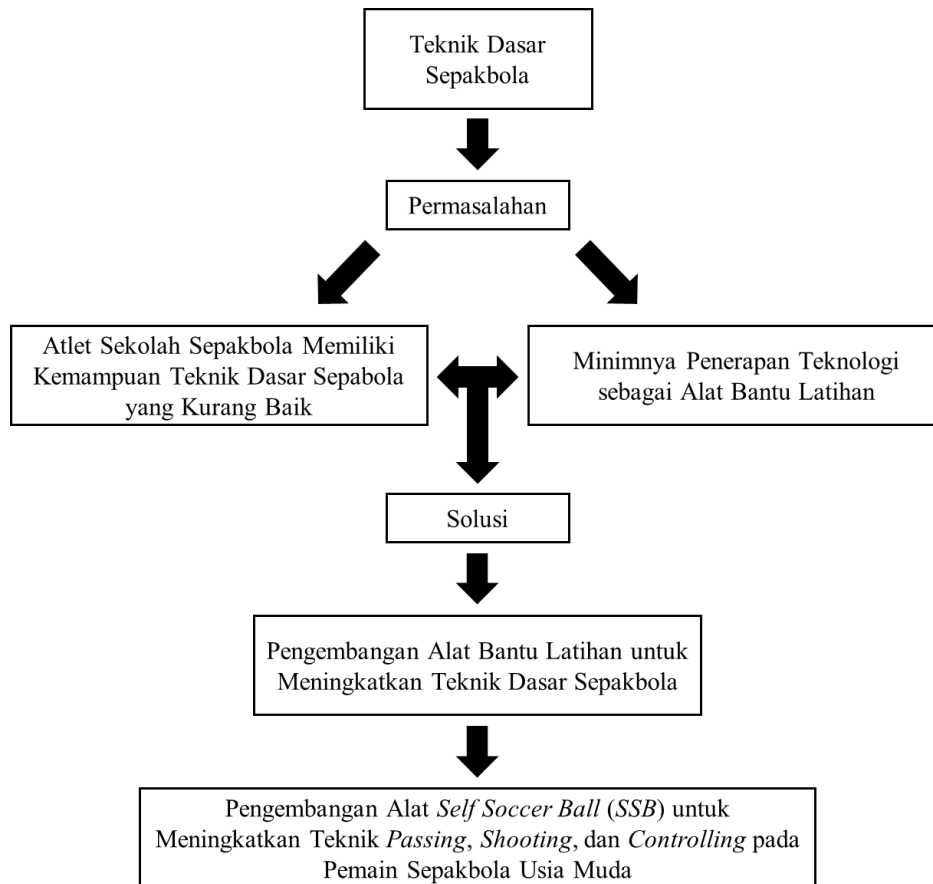 Teknik Dasar
Sepakbola
Permasalahan
Atlet Sekolah Sepakbola Memiliki
Kemampuan Teknik Dasar Sepabola
yang Kurang Baik
Minimnya Penerapan Teknologi
sebagai Alat Bantu Latihan
Solusi
Pengembangan Alat Bantu Latihan untuk
Meningkatkan Teknik Dasar Sepakbola
Pengembangan Alat Self Soccer Ball (SSB) untuk
Meningkatkan Teknik Passing, Shooting, dan Controlling pada
Pemain Sepakbola Usia Muda